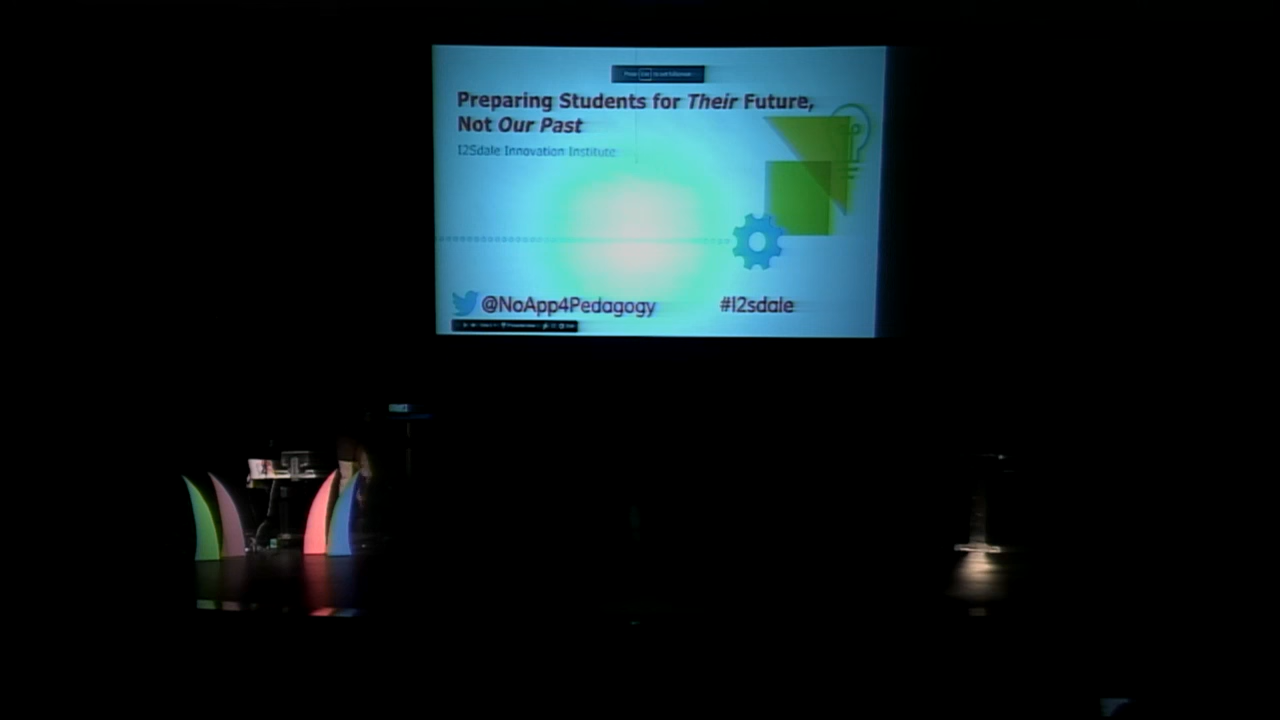 Preparing Students for Their Future,
Not Our Past
I2Sdale Innovation Institute
@NoApp4Pedagogy
#I2sdale